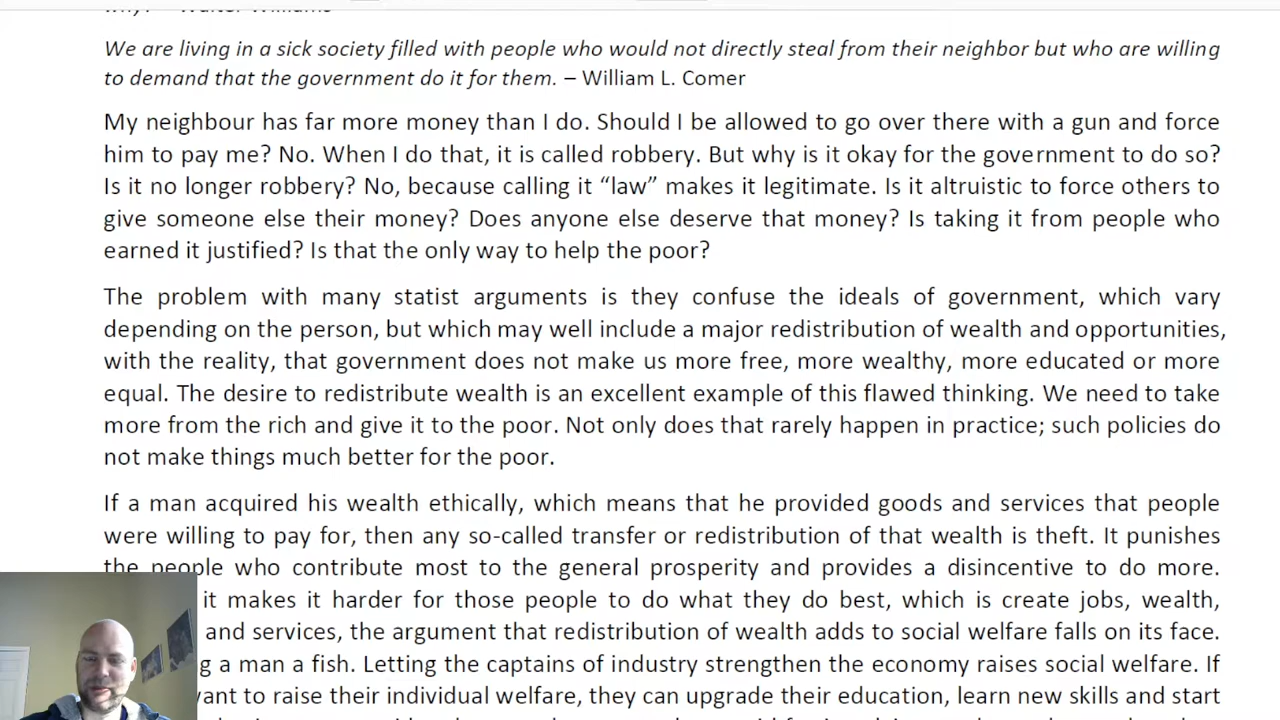 We are living in a sick society filled with people who would not directly steal from their neighbor but who are willing
to demand that the government do it for them. – William L. Comer
My neighbour has far more money than I do. Should I be allowed to go over there with a gun and force
him to pay me? No. When I do that, it is called robbery. But why is it okay for the government to do so?
Is it no longer robbery? No, because calling it “law” makes it legitimate. Is it altruistic to force others to
give someone else their money? Does anyone else deserve that money? Is taking it from people who
earned it justified? Is that the only way to help the poor?
The problem with many statist arguments is they confuse the ideals of government, which vary
depending on the person, but which may well include a major redistribution of wealth and opportunities,
with the reality, that government does not make us more free, more wealthy, more educated or more
equal. The desire to redistribute wealth is an excellent example of this flawed thinking. We need to take
more from the rich and give it to the poor. Not only does that rarely happen in practice; such policies do
not make things much better for the poor.
If a man acquired his wealth ethically, which means that he provided goods and services that people
were willing to pay for, then any so-called transfer or redistribution of that wealth is theft. It punishes
the people who contribute most to the general prosperity and provides a disincentive to do more.
it makes it harder for those people to do what they do best, which is create jobs, wealth,
and services, the argument that redistribution of wealth adds to social welfare falls on its face.
g a man a fish. Letting the captains of industry strengthen the economy raises social welfare. If
want to raise their individual welfare, they can upgrade their education, learn new skills and start